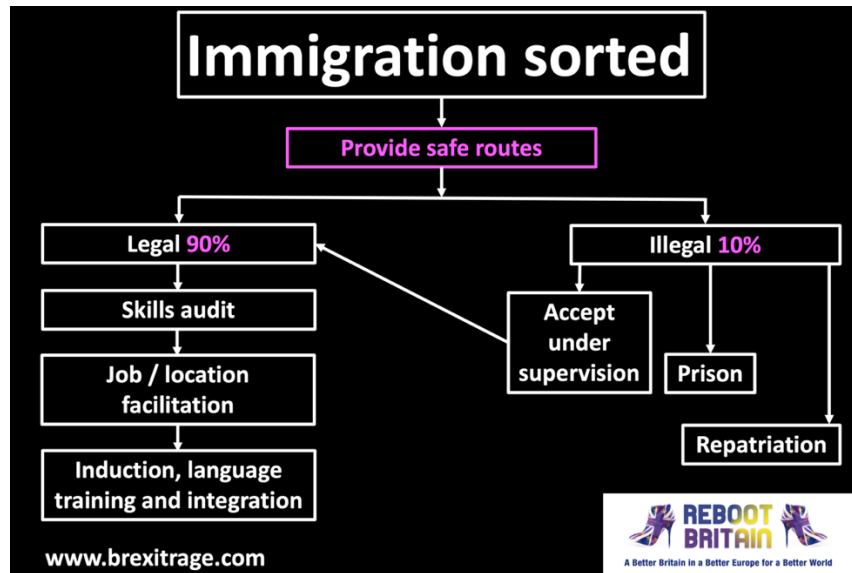 Immigration sorted
Provide safe routes
Legal 90%
Illegal 10%
Skills audit
Accept
under
supervision
Job / location
facilitation
Prison
Repatriation
Induction, language
training and integration
www.brexitrage.com
REBOOT
BRITAIN
A Better Britain in a Better Europe for a Better World